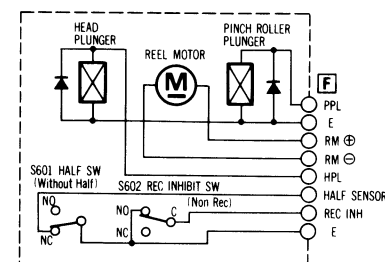 HEAD
PLUNGER
REEL MOTOR
PINCH ROLLER
PLUNGER
M
F
PPL
E
RM ⊕
RM ⊖
HPL
HALF SENSOR
REC INH
E
S601 HALF SW
(Without Half)
S602 REC INHIBIT SW
(Non Rec)
NO
NC
NO
C
NC